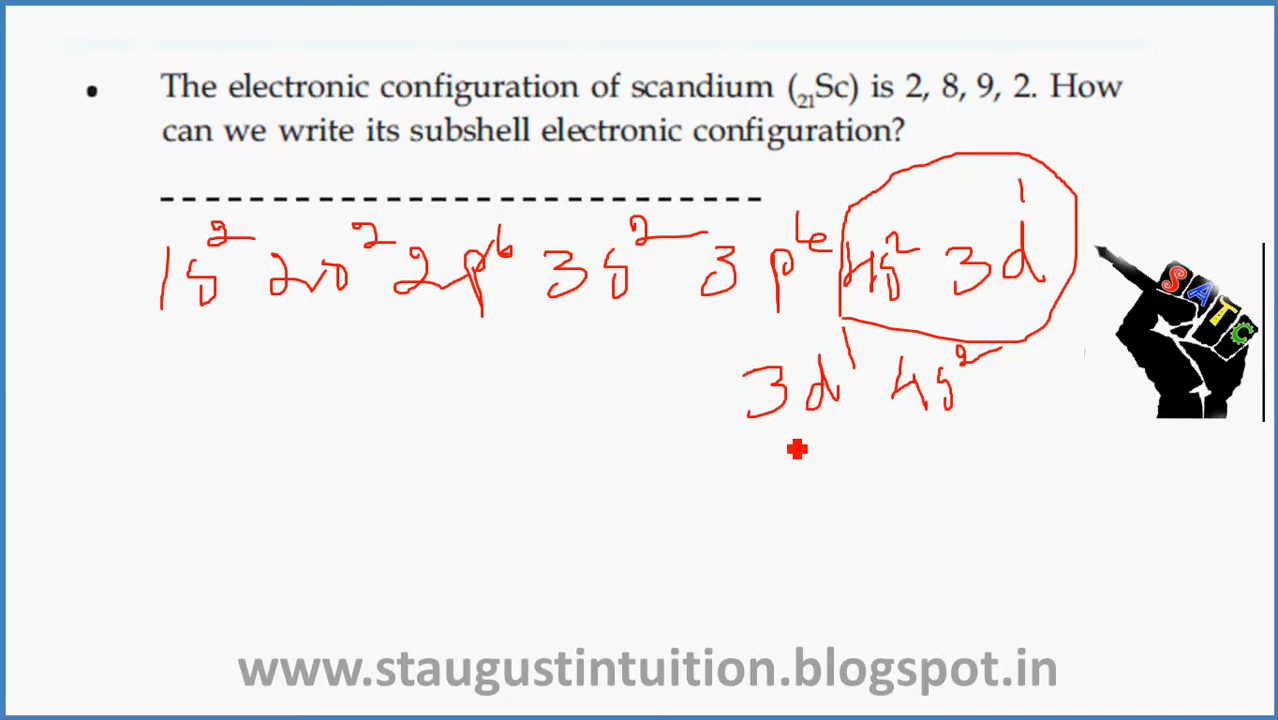 • The electronic configuration of scandium (₂₁Sc) is 2, 8, 9, 2. How
can we write its subshell electronic configuration?
1s² 2s² 2p⁶ 3s² 3p⁶ 4s² 3d¹
3d¹ 4s²
SATC
www.staugustintuition.blogspot.in